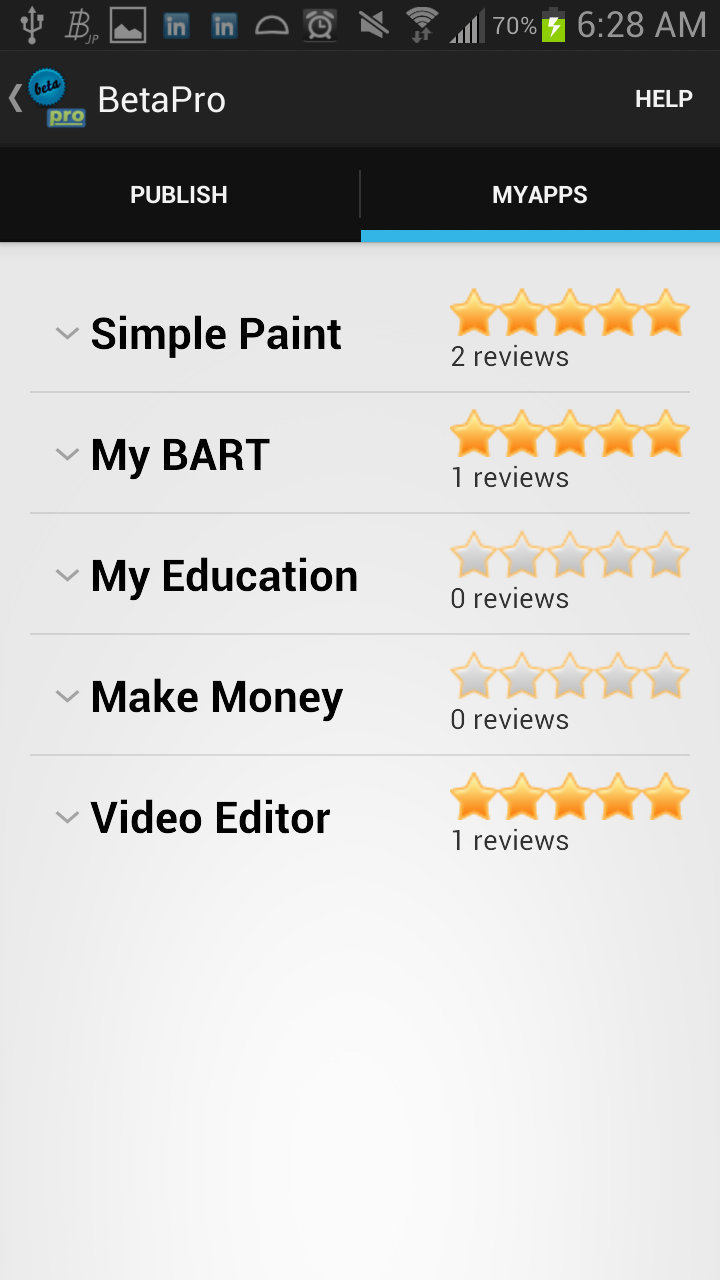 70% 6:28 AM
beta
pro
BetaPro
HELP
PUBLISH
MYAPPS
Simple Paint
2 reviews
My BART
1 reviews
My Education
0 reviews
Make Money
0 reviews
Video Editor
1 reviews